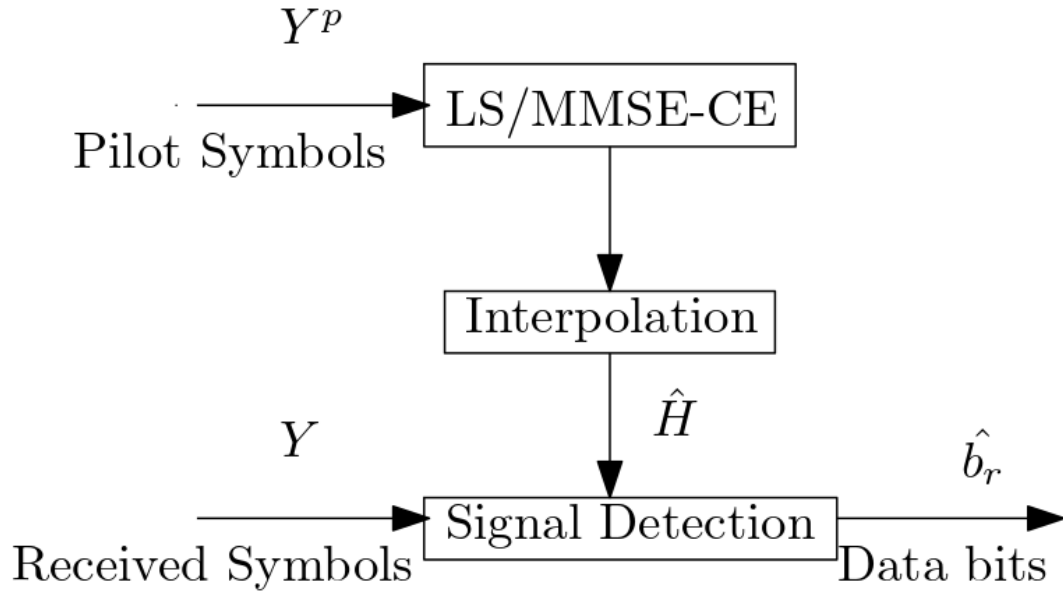 Y^p
LS/MMSE-CE
Pilot Symbols
Interpolation
Ĥ
Y
b̂_r
Signal Detection
Received Symbols
Data bits